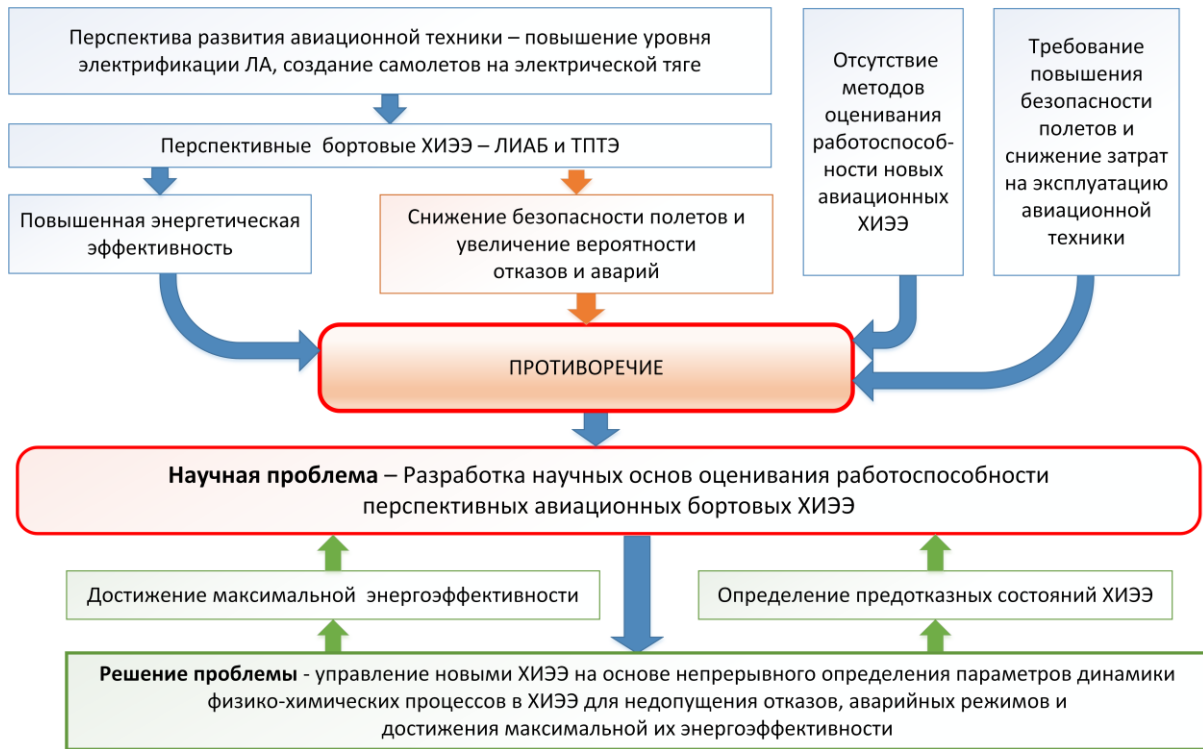 Перспектива развития авиационной техники – повышение уровня
электрификации ЛА, создание самолетов на электрической тяге
Перспективные бортовые ХИЭЭ – ЛИАБ и ТПТЭ
Повышенная энергетическая
эффективность
Снижение безопасности полетов и
увеличение вероятности
отказов и аварий
Отсутствие
методов
оценивания
работоспособ-
ности новых
авиационных
ХИЭЭ
Требование
повышения
безопасности
полетов и
снижение затрат
на эксплуатацию
авиационной
техники
ПРОТИВОРЕЧИЕ
Научная проблема – Разработка научных основ оценивания работоспособности
перспективных авиационных бортовых ХИЭЭ
Достижение максимальной энергоэффективности
Определение предотказных состояний ХИЭЭ
Решение проблемы - управление новыми ХИЭЭ на основе непрерывного определения параметров динамики
физико-химических процессов в ХИЭЭ для недопущения отказов, аварийных режимов и
достижения максимальной их энергоэффективности